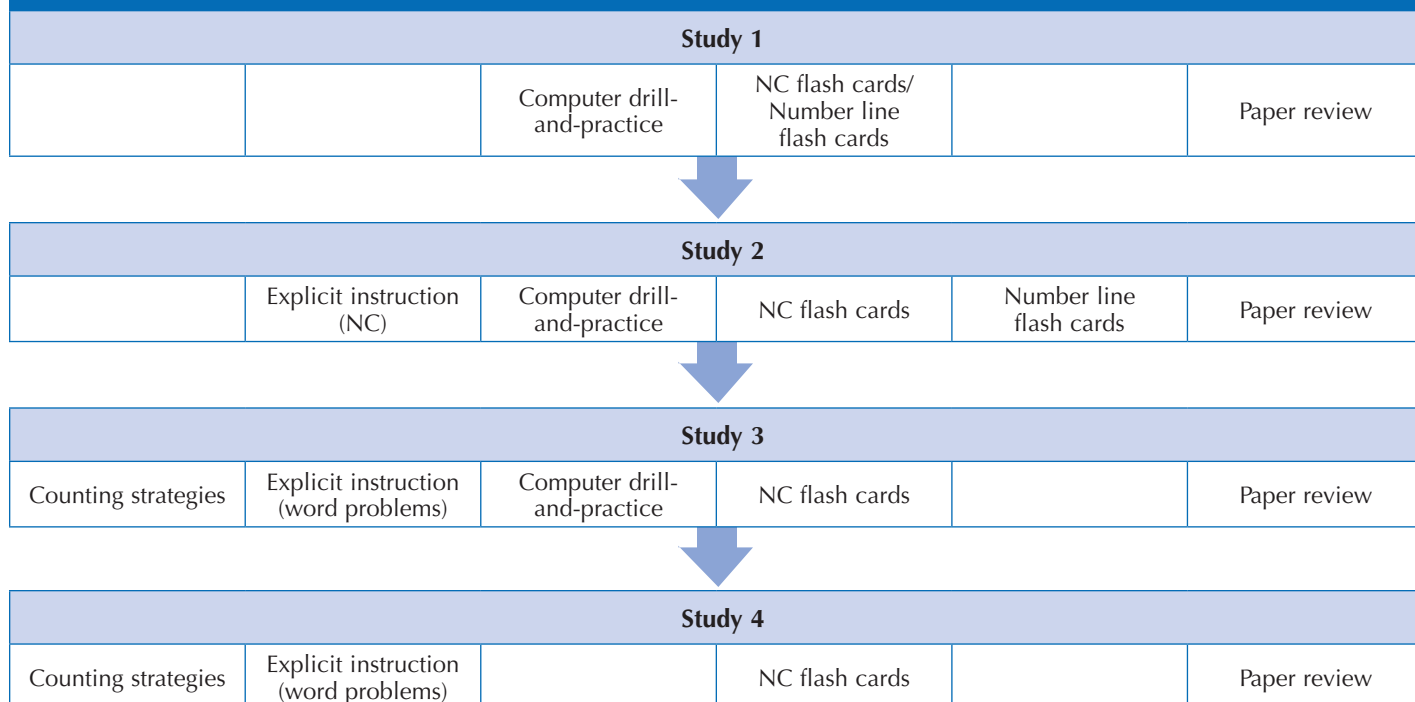 Study 1
Computer drill-
and-practice
NC flash cards/
Number line
flash cards
Paper review
Study 2
Explicit instruction
(NC)
Computer drill-
and-practice
NC flash cards
Number line
flash cards
Paper review
Study 3
Counting strategies
Explicit instruction
(word problems)
Computer drill-
and-practice
NC flash cards
Paper review
Study 4
Counting strategies
Explicit instruction
(word problems)
NC flash cards
Paper review